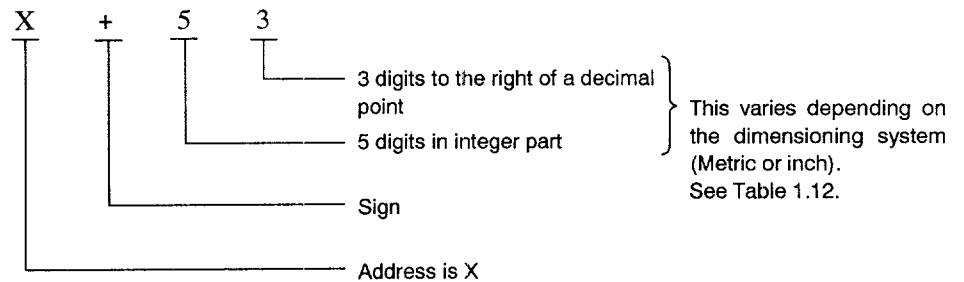 X + 5 3
3 digits to the right of a decimal
point
5 digits in integer part
This varies depending on
the dimensioning system
(Metric or inch).
See Table 1.12.
Sign
Address is X